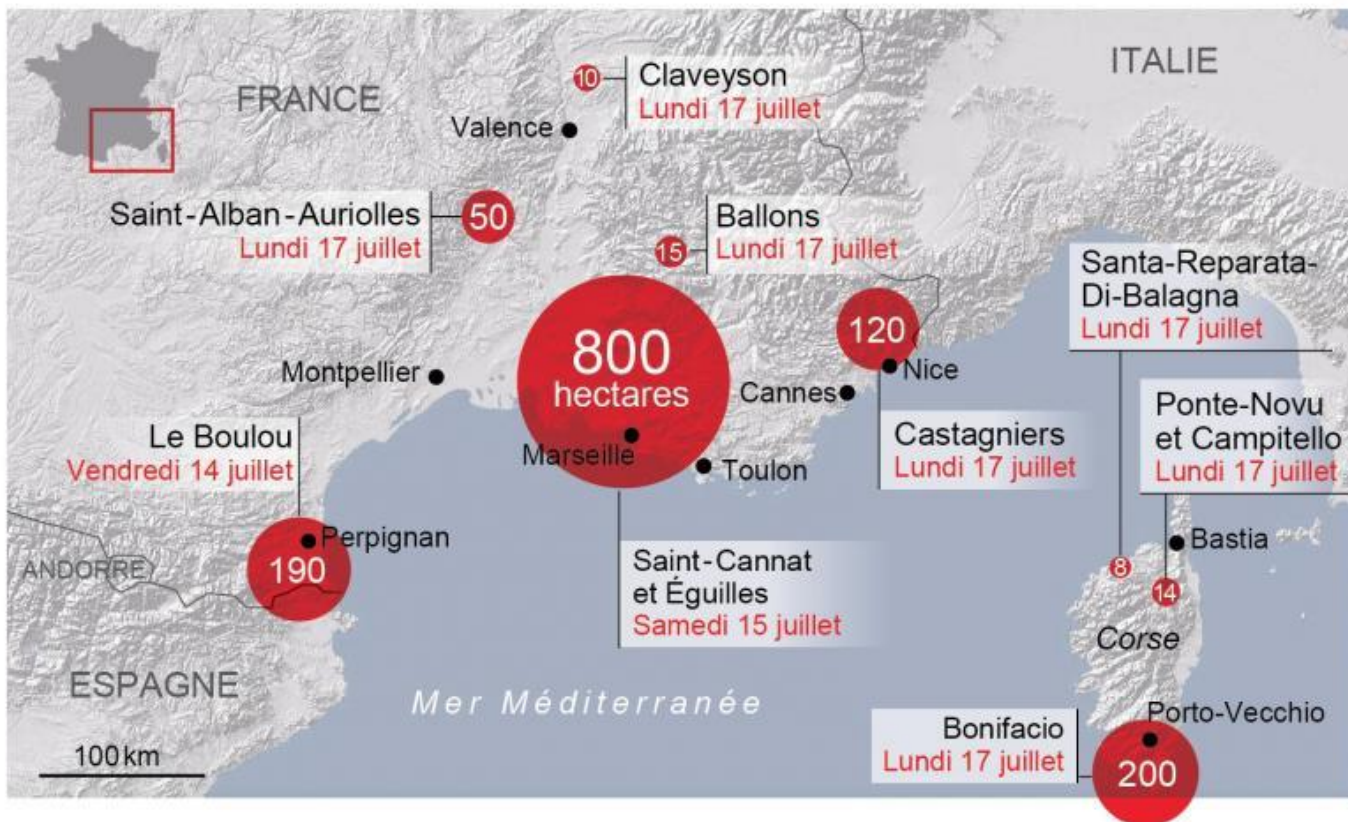 FRANCE
ITALIE
10
Claveyson
Lundi 17 juillet
Valence
Saint-Alban-Auriolles
Lundi 17 juillet
50
Ballons
Lundi 17 juillet
15
Santa-Reparata-
Di-Balagna
Lundi 17 juillet
800
hectares
120
Montpellier
Nice
Cannes
Ponte-Novu
et Campitello
Lundi 17 juillet
Le Boulou
Vendredi 14 juillet
Marseille
Toulon
Castagniers
Lundi 17 juillet
Perpignan
ANDORRE
190
Saint-Cannat
et Éguilles
Samedi 15 juillet
Bastia
8
14
Corse
ESPAGNE
Mer Méditerranée
Porto-Vecchio
Bonifacio
Lundi 17 juillet
200
100 km